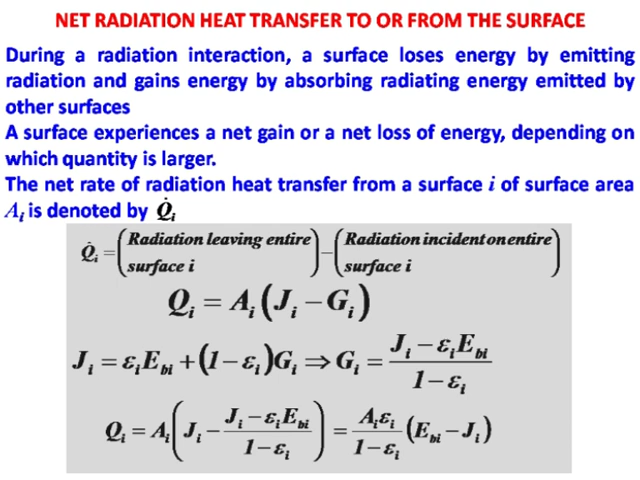 NET RADIATION HEAT TRANSFER TO OR FROM THE SURFACE
During a radiation interaction, a surface loses energy by emitting
radiation and gains energy by absorbing radiating energy emitted by
other surfaces
A surface experiences a net gain or a net loss of energy, depending on
which quantity is larger.
The net rate of radiation heat transfer from a surface i of surface area
Aᵢ is denoted by Q̇ᵢ
Q̇ᵢ = (Radiation leaving entire surface i) − (Radiation incident on entire surface i)
Qᵢ = Aᵢ (Jᵢ − Gᵢ)
Jᵢ = εᵢE_bi + (1 − εᵢ)Gᵢ ⇒ Gᵢ = (Jᵢ − εᵢE_bi) / (1 − εᵢ)
Qᵢ = Aᵢ(Jᵢ − (Jᵢ − εᵢE_bi) / (1 − εᵢ)) = Aᵢεᵢ / (1 − εᵢ) (E_bi − Jᵢ)